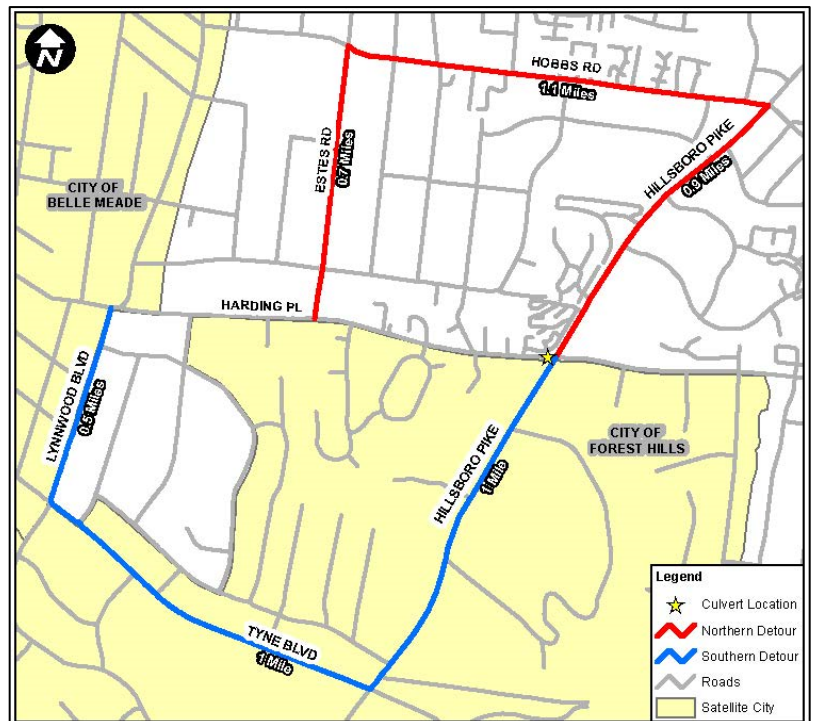 N
HOBBS RD
1.1 Miles
ESTES RD
0.7 Miles
HILLSBORO PIKE
0.9 Miles
CITY OF
BELLE MEADE
HARDING PL
LYNNWOOD BLVD
0.5 Miles
HILLSBORO PIKE
1 Mile
CITY OF
FOREST HILLS
TYNE BLVD
1 Mile
Legend
Culvert Location
Northern Detour
Southern Detour
Roads
Satellite City